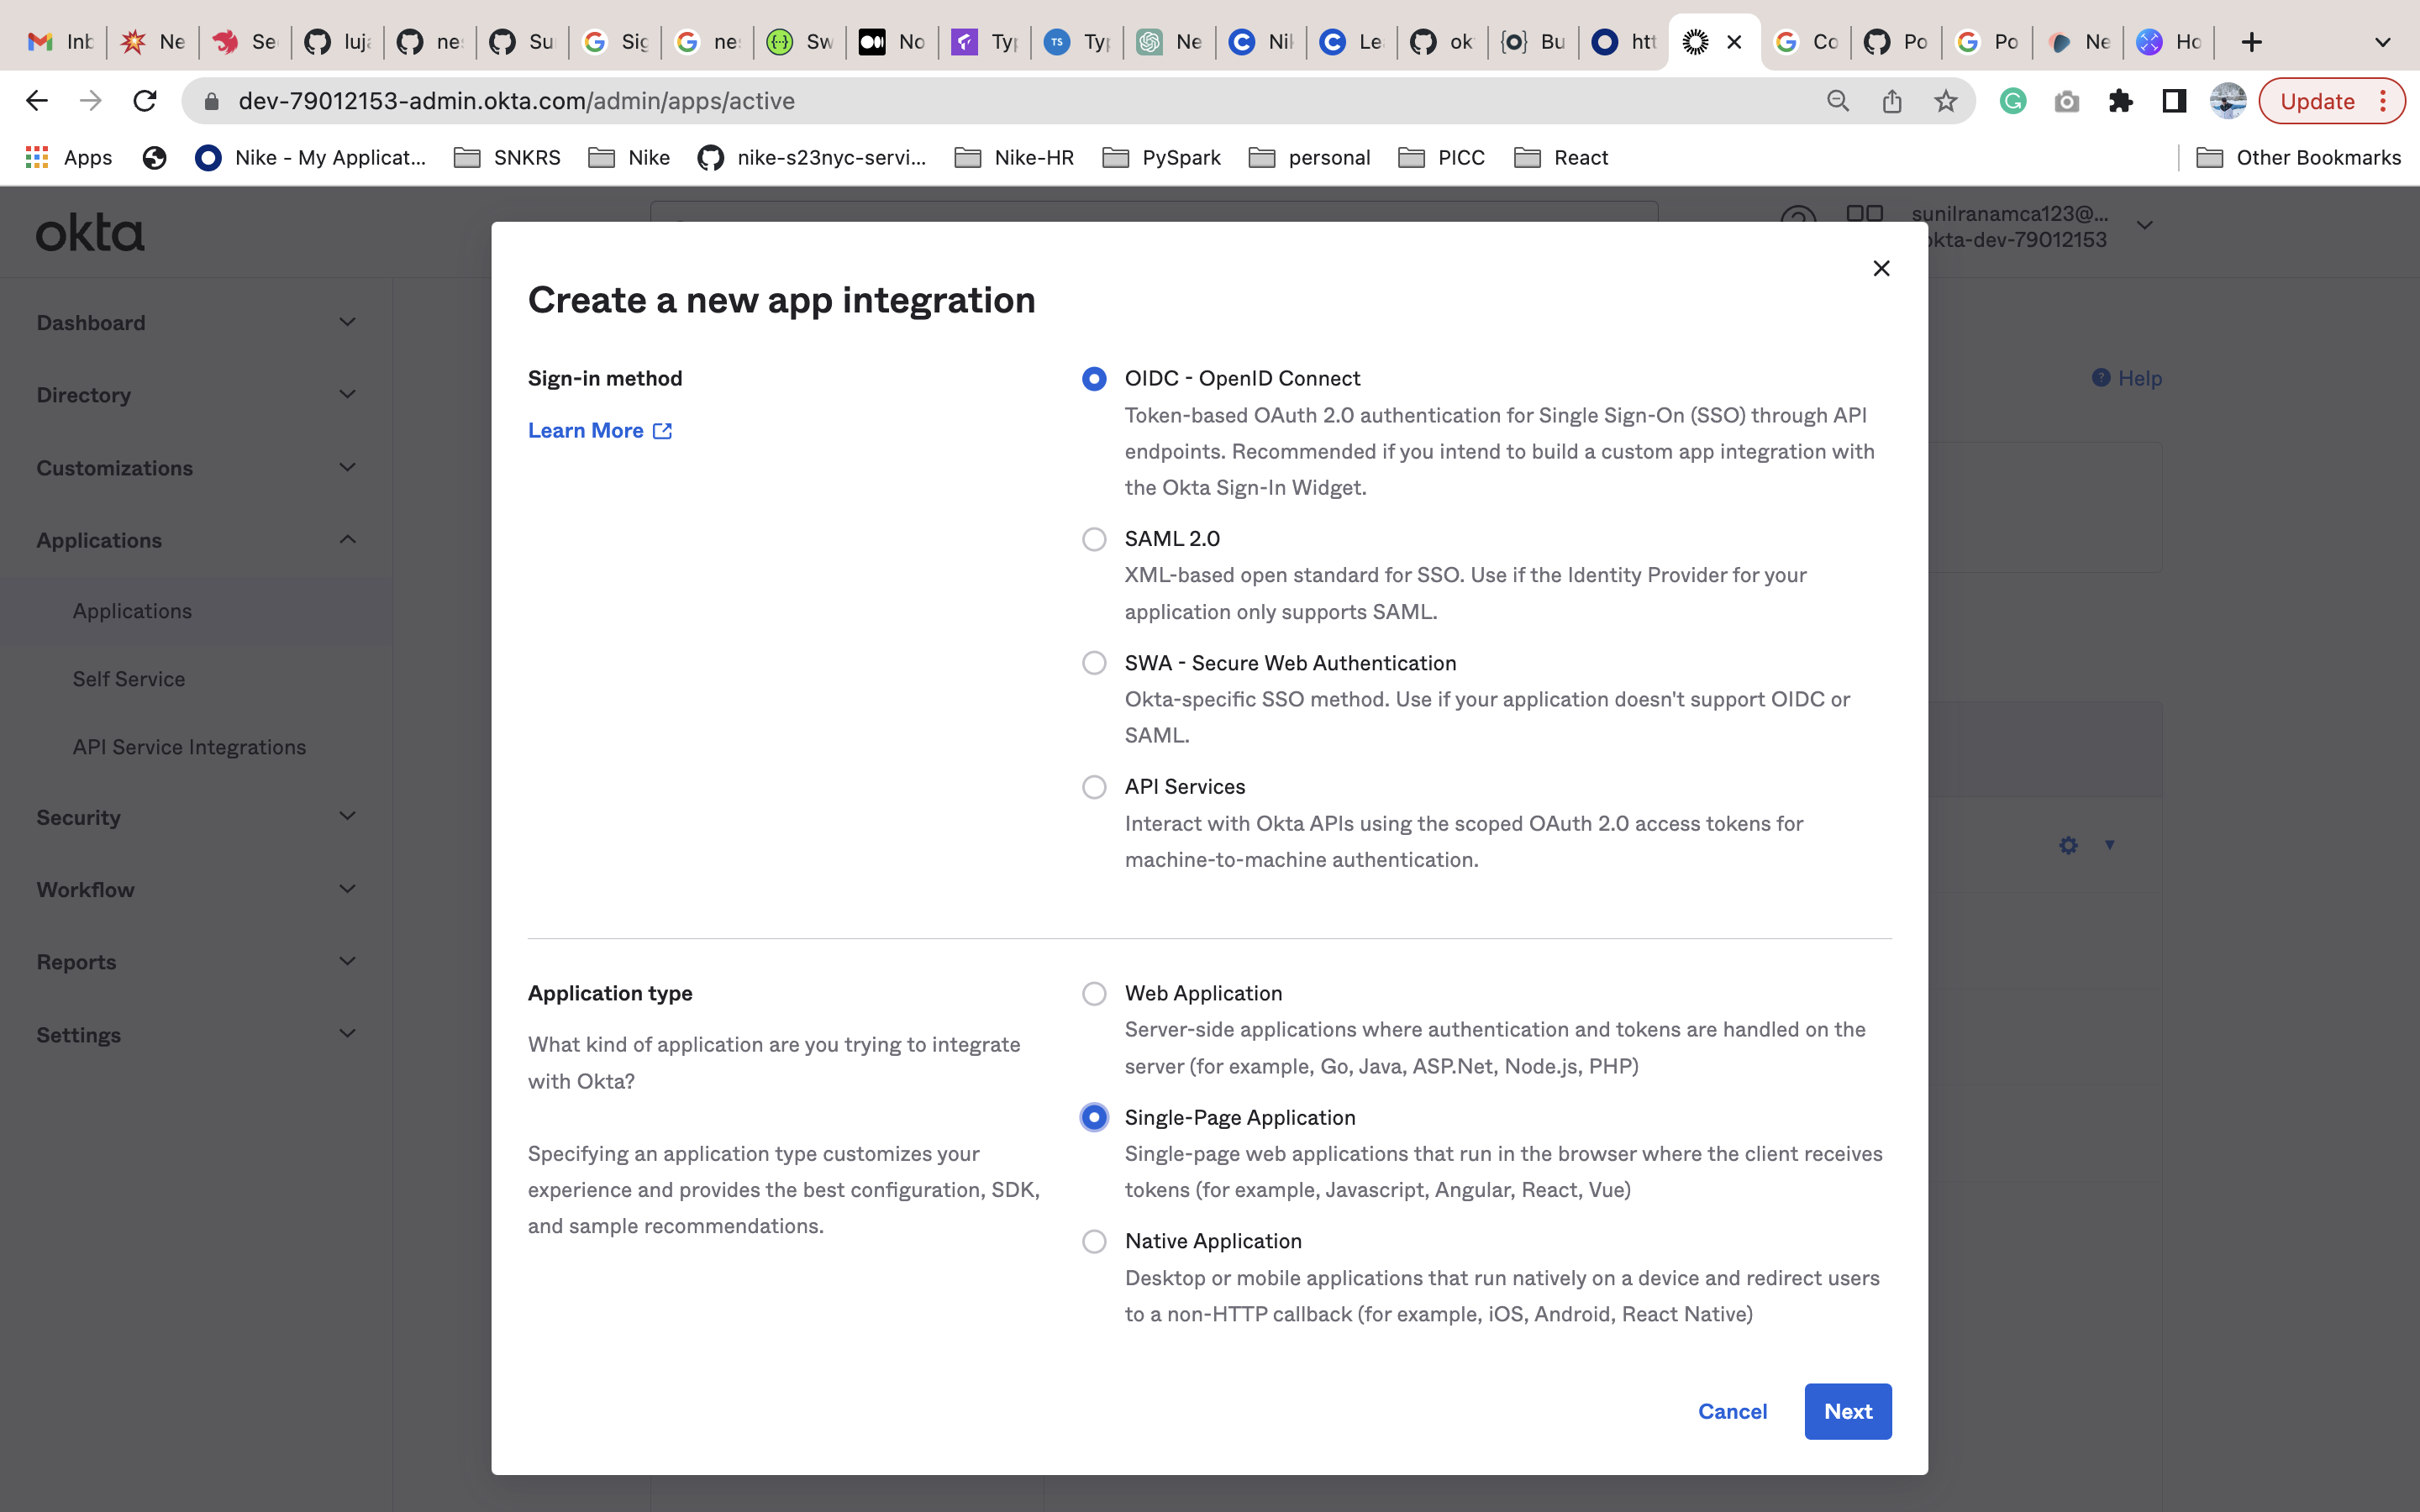 Inb
Ne
Se
luja
nes
Sur
Sig
nes
Sw
No
Typ
TS
Typ
Ne
Nik
Le
ok
Bu
htt
Co
Po
Po
Ne
Ho
dev-79012153-admin.okta.com/admin/apps/active
Update
Apps
Nike - My Applicat...
SNKRS
Nike
nike-s23nyc-servi...
Nike-HR
PySpark
personal
PICC
React
Other Bookmarks
okta
sunilranamca123@...
okta-dev-79012153
Dashboard
Directory
Customizations
Applications
Applications
Self Service
API Service Integrations
Security
Workflow
Reports
Settings
Help
Create a new app integration
Sign-in method
Learn More
OIDC - OpenID Connect
Token-based OAuth 2.0 authentication for Single Sign-On (SSO) through API
endpoints. Recommended if you intend to build a custom app integration with
the Okta Sign-In Widget.
SAML 2.0
XML-based open standard for SSO. Use if the Identity Provider for your
application only supports SAML.
SWA - Secure Web Authentication
Okta-specific SSO method. Use if your application doesn't support OIDC or
SAML.
API Services
Interact with Okta APIs using the scoped OAuth 2.0 access tokens for
machine-to-machine authentication.
Application type
What kind of application are you trying to integrate
with Okta?
Specifying an application type customizes your
experience and provides the best configuration, SDK,
and sample recommendations.
Web Application
Server-side applications where authentication and tokens are handled on the
server (for example, Go, Java, ASP.Net, Node.js, PHP)
Single-Page Application
Single-page web applications that run in the browser where the client receives
tokens (for example, Javascript, Angular, React, Vue)
Native Application
Desktop or mobile applications that run natively on a device and redirect users
to a non-HTTP callback (for example, iOS, Android, React Native)
Cancel
Next